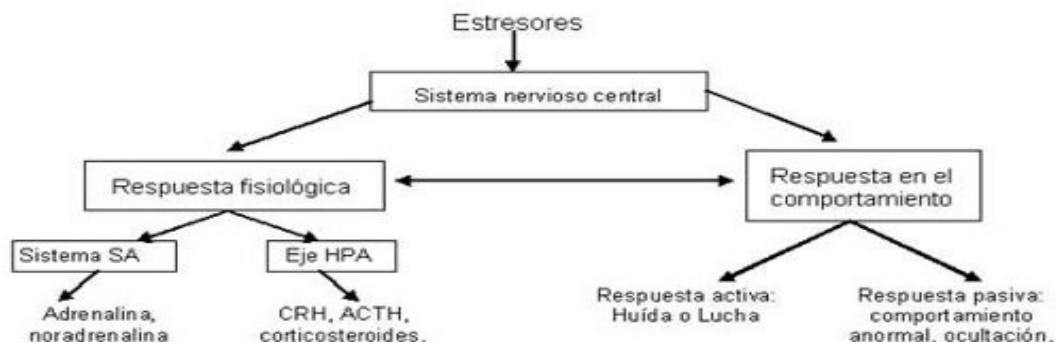 Estresores
Sistema nervioso central
Respuesta fisiológica
Respuesta en el
comportamiento
Sistema SA
Eje HPA
Adrenalina,
noradrenalina
CRH, ACTH,
corticosteroides.
Respuesta activa:
Huída o Lucha
Respuesta pasiva:
comportamiento
anormal, ocultación.